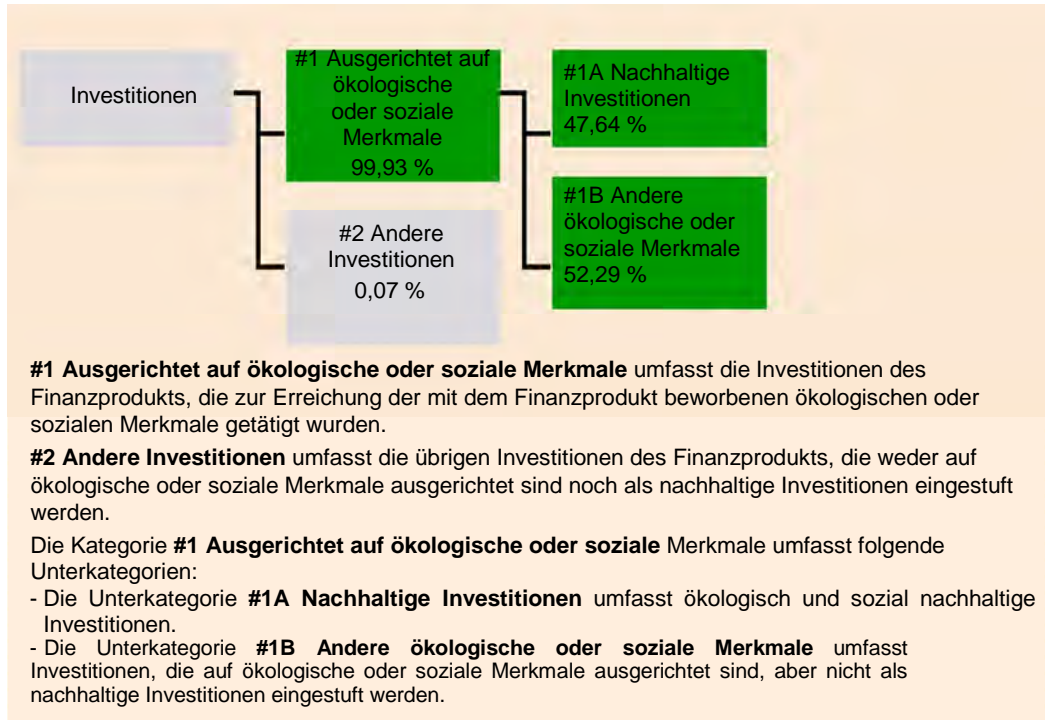 Investitionen
#1 Ausgerichtet auf
ökologische
oder soziale
Merkmale
99,93 %
#2 Andere
Investitionen
0,07 %
#1A Nachhaltige
Investitionen
47,64 %
#1B Andere
ökologische oder
soziale Merkmale
52,29 %
#1 Ausgerichtet auf ökologische oder soziale Merkmale umfasst die Investitionen des
Finanzprodukts, die zur Erreichung der mit dem Finanzprodukt beworbenen ökologischen oder
sozialen Merkmale getätigt wurden.
#2 Andere Investitionen umfasst die übrigen Investitionen des Finanzprodukts, die weder auf
ökologische oder soziale Merkmale ausgerichtet sind noch als nachhaltige Investitionen eingestuft
werden.
Die Kategorie #1 Ausgerichtet auf ökologische oder soziale Merkmale umfasst folgende
Unterkategorien:
- Die Unterkategorie #1A Nachhaltige Investitionen umfasst ökologisch und sozial nachhaltige
Investitionen.
- Die Unterkategorie #1B Andere ökologische oder soziale Merkmale umfasst
Investitionen, die auf ökologische oder soziale Merkmale ausgerichtet sind, aber nicht als
nachhaltige Investitionen eingestuft werden.